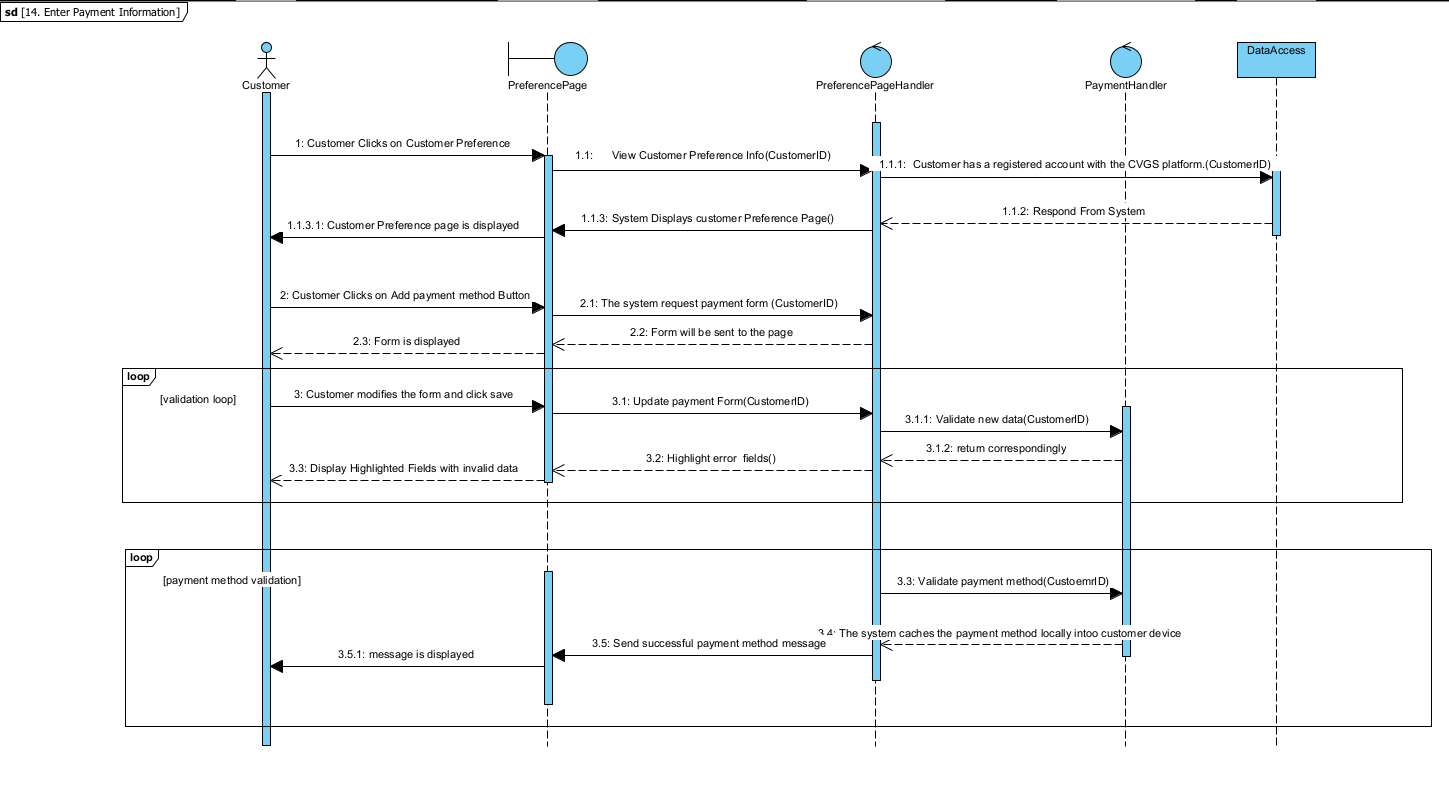 sd [14. Enter Payment Information]
Customer
PreferencePage
PreferencePageHandler
PaymentHandler
DataAccess
1: Customer Clicks on Customer Preference
1.1: View Customer Preference Info(CustomerID)
1.1.1: Customer has a registered account with the CVGS platform.(CustomerID)
1.1.2: Respond From System
1.1.3: System Displays customer Preference Page()
1.1.3.1: Customer Preference page is displayed
2: Customer Clicks on Add payment method Button
2.1: The system request payment form (CustomerID)
2.2: Form will be sent to the page
2.3: Form is displayed
loop
[validation loop]
3: Customer modifies the form and click save
3.1: Update payment Form(CustomerID)
3.1.1: Validate new data(CustomerID)
3.1.2: return correspondingly
3.2: Highlight error fields()
3.3: Display Highlighted Fields with invalid data
loop
[payment method validation]
3.3: Validate payment method(CustoemrID)
3.4: The system caches the payment method locally intoo customer device
3.5: Send successful payment method message
3.5.1: message is displayed